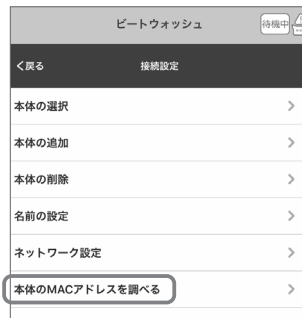 ビートウォッシュ
待機中
く戻る
接続設定
本体の選択
本体の追加
本体の削除
名前の設定
ネットワーク設定
本体のMACアドレスを調べる